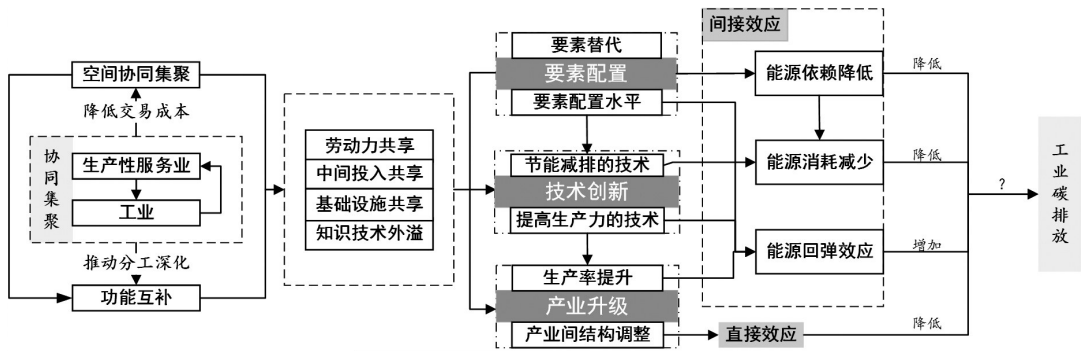 空间协同集聚
降低交易成本
协同集聚
生产性服务业
工业
推动分工深化
功能互补
劳动力共享
中间投入共享
基础设施共享
知识技术外溢
要素替代
要素配置
要素配置水平
节能减排的技术
技术创新
提高生产力的技术
生产率提升
产业升级
产业间结构调整
间接效应
能源依赖降低
能源消耗减少
能源回弹效应
直接效应
降低
降低
增加
降低
?
工业碳排放